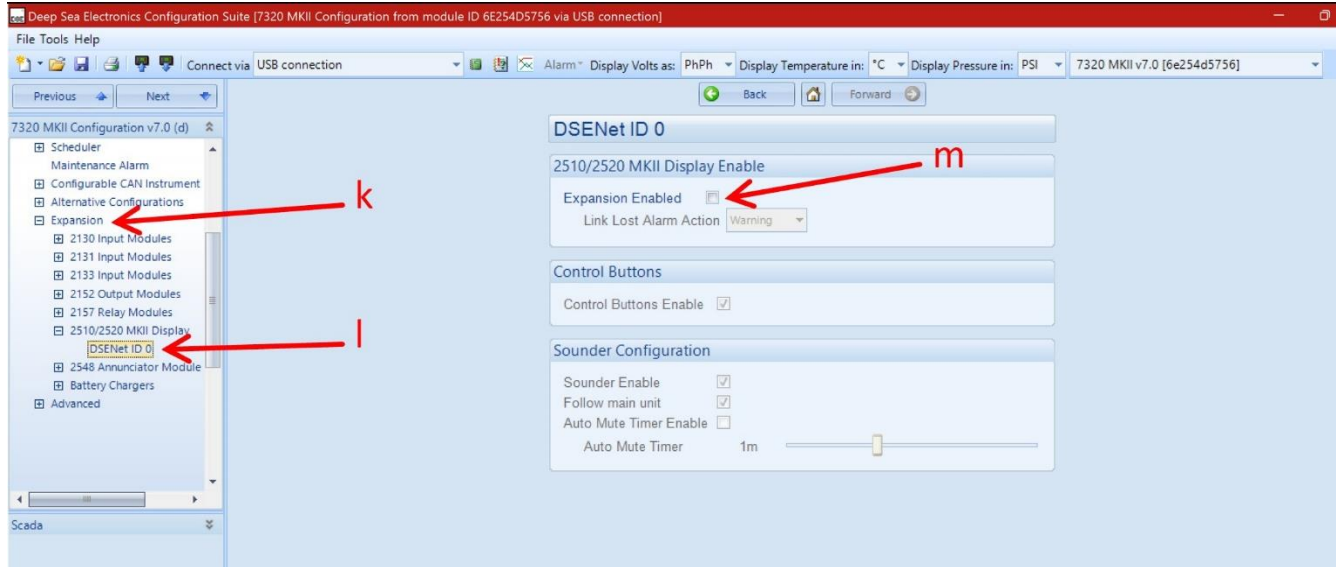 Deep Sea Electronics Configuration Suite [7320 MKII Configuration from module ID 6E254D5756 via USB connection]
File Tools Help
Connect via USB connection Alarm Display Volts as: PhPh Display Temperature in: °C Display Pressure in: PSI 7320 MKII v7.0 [6e254d5756]
Previous Next
Back Forward
7320 MKII Configuration v7.0 (d)
Scheduler
Maintenance Alarm
Configurable CAN Instrument
Alternative Configurations
Expansion
2130 Input Modules
2131 Input Modules
2133 Input Modules
2152 Output Modules
2157 Relay Modules
2510/2520 MKII Display
DSENet ID 0
2548 Annunciator Module
Battery Chargers
Advanced
Scada
k
l
m
DSENet ID 0
2510/2520 MKII Display Enable
Expansion Enabled
Link Lost Alarm Action Warning
Control Buttons
Control Buttons Enable
Sounder Configuration
Sounder Enable
Follow main unit
Auto Mute Timer Enable
Auto Mute Timer 1m